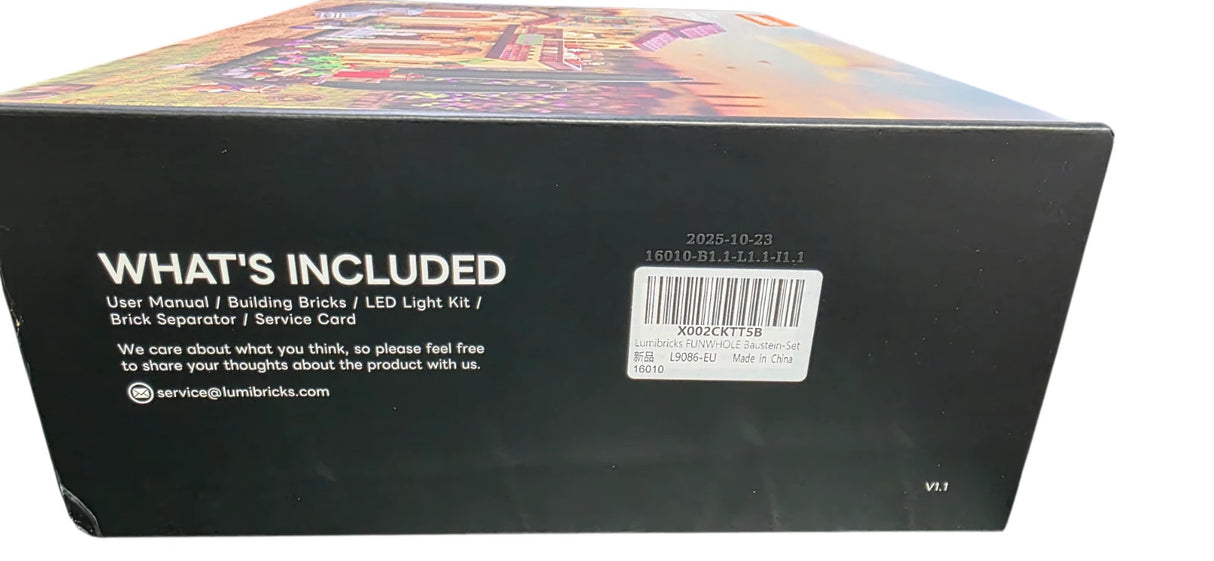 WHAT'S INCLUDED
User Manual / Building Bricks / LED Light Kit /
Brick Separator / Service Card
We care about what you think, so please feel free
to share your thoughts about the product with us.
service@lumibricks.com
2025-10-23
16010-B1.1-L1.1-I1.1
X002CKTT5B
Lumibricks FUNWHOLE Baustein-Set
新品 L9086-EU Made in China
16010
V1.1